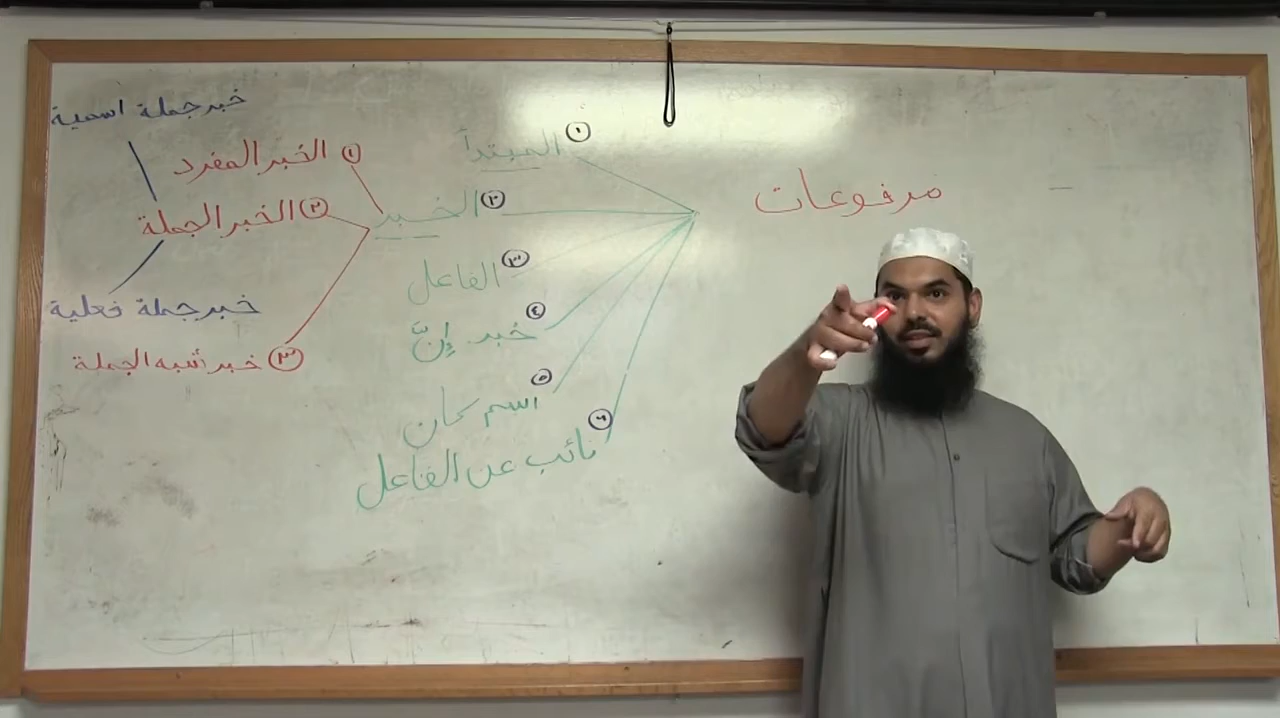 مرفوعات
١ المبتدأ
٢ الخبر
٣ الفاعل
٤ خبر إنّ
٥ اسم كان
٦ نائب عن الفاعل
١ الخبر المفرد
٢ الخبر الجملة
٣ خبر أشبه الجملة
خبر جملة اسمية
خبر جملة فعلية